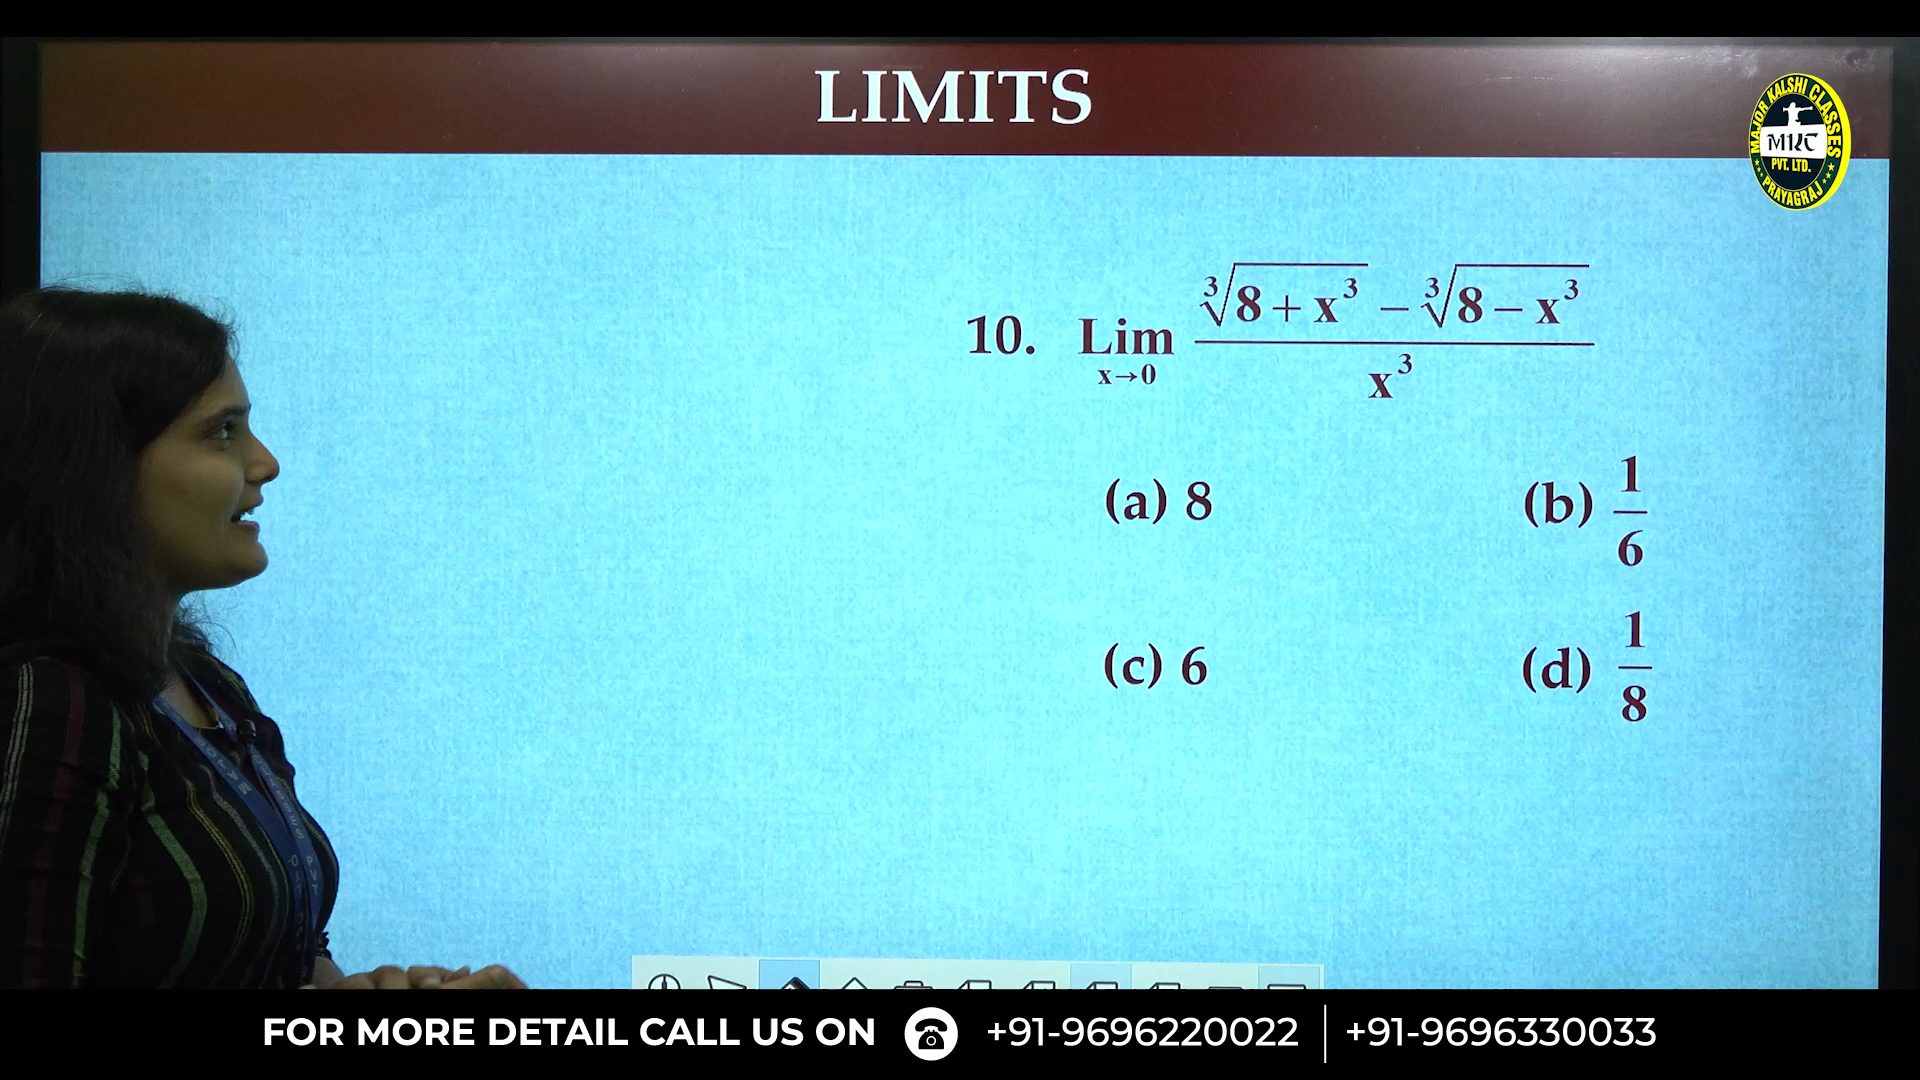 LIMITS
MAJOR KALSHI CLASSES
MKC
PVT. LTD.
PRAYAGRAJ
10. Lim x→0 (∛(8 + x³) − ∛(8 − x³)) / x³
(a) 8
(b) 1/6
(c) 6
(d) 1/8
FOR MORE DETAIL CALL US ON +91-9696220022 | +91-9696330033